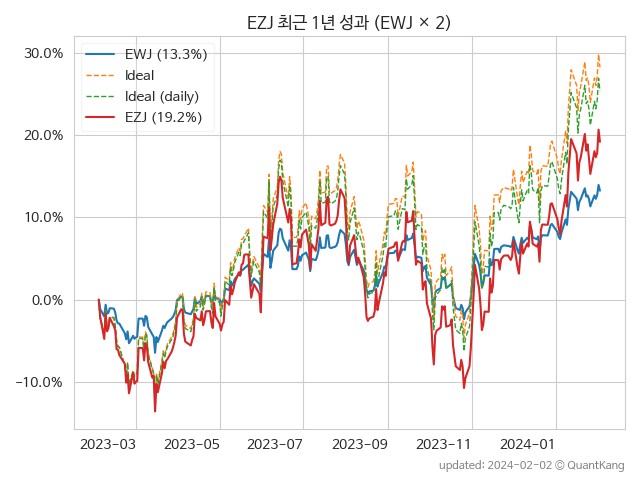 EZJ 최근 1년 성과 (EWJ × 2)
30.0%
20.0%
10.0%
0.0%
−10.0%
EWJ (13.3%)
Ideal
Ideal (daily)
EZJ (19.2%)
2023-03 2023-05 2023-07 2023-09 2023-11 2024-01
updated: 2024-02-02 © QuantKang